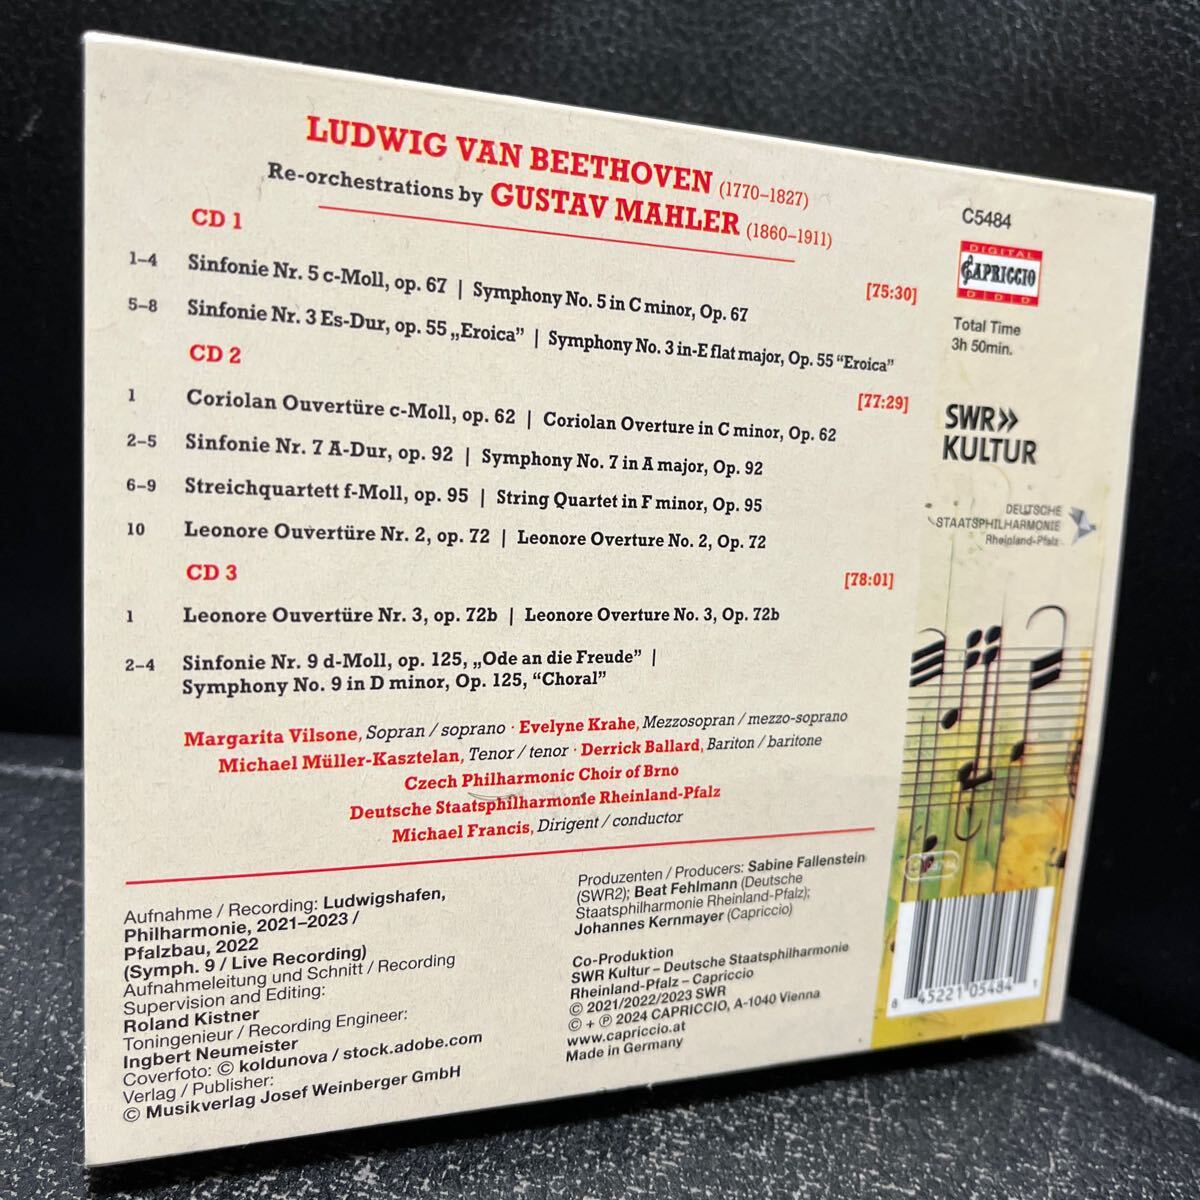 LUDWIG VAN BEETHOVEN (1770–1827)
Re-orchestrations by GUSTAV MAHLER (1860–1911)
CD 1 [75:30]
1–4 Sinfonie Nr. 5 c-Moll, op. 67 | Symphony No. 5 in C minor, Op. 67
5–8 Sinfonie Nr. 3 Es-Dur, op. 55 „Eroica” | Symphony No. 3 in-E flat major, Op. 55 “Eroica”
CD 2 [77:29]
1 Coriolan Ouvertüre c-Moll, op. 62 | Coriolan Overture in C minor, Op. 62
2–5 Sinfonie Nr. 7 A-Dur, op. 92 | Symphony No. 7 in A major, Op. 92
6–9 Streichquartett f-Moll, op. 95 | String Quartet in F minor, Op. 95
10 Leonore Ouvertüre Nr. 2, op. 72 | Leonore Overture No. 2, Op. 72
CD 3 [78:01]
1 Leonore Ouvertüre Nr. 3, op. 72b | Leonore Overture No. 3, Op. 72b
2–4 Sinfonie Nr. 9 d-Moll, op. 125, „Ode an die Freude” |
Symphony No. 9 in D minor, Op. 125, “Choral”
Margarita Vilsone, Sopran / soprano · Evelyne Krahe, Mezzosopran / mezzo-soprano
Michael Müller-Kasztelan, Tenor / tenor · Derrick Ballard, Bariton / baritone
Czech Philharmonic Choir of Brno
Deutsche Staatsphilharmonie Rheinland-Pfalz
Michael Francis, Dirigent / conductor
Aufnahme / Recording: Ludwigshafen,
Philharmonie, 2021–2023 /
Pfalzbau, 2022
(Symph. 9 / Live Recording)
Aufnahmeleitung und Schnitt / Recording
Supervision and Editing:
Roland Kistner
Toningenieur / Recording Engineer:
Ingbert Neumeister
Coverfoto: © koldunova / stock.adobe.com
Verlag / Publisher:
© Musikverlag Josef Weinberger GmbH
Produzenten / Producers: Sabine Fallenstein
(SWR2); Beat Fehlmann (Deutsche
Staatsphilharmonie Rheinland-Pfalz);
Johannes Kernmayer (Capriccio)
Co-Produktion
SWR Kultur – Deutsche Staatsphilharmonie
Rheinland-Pfalz – Capriccio
© 2021/2022/2023 SWR
© + ℗ 2024 CAPRICCIO, A-1040 Vienna
www.capriccio.at
Made in Germany
C5484
DIGITAL
CAPRICCIO
DDD
Total Time
3h 50min.
SWR»
KULTUR
DEUTSCHE
STAATSPHILHARMONIE
Rheinland-Pfalz
8 45221 05484 1